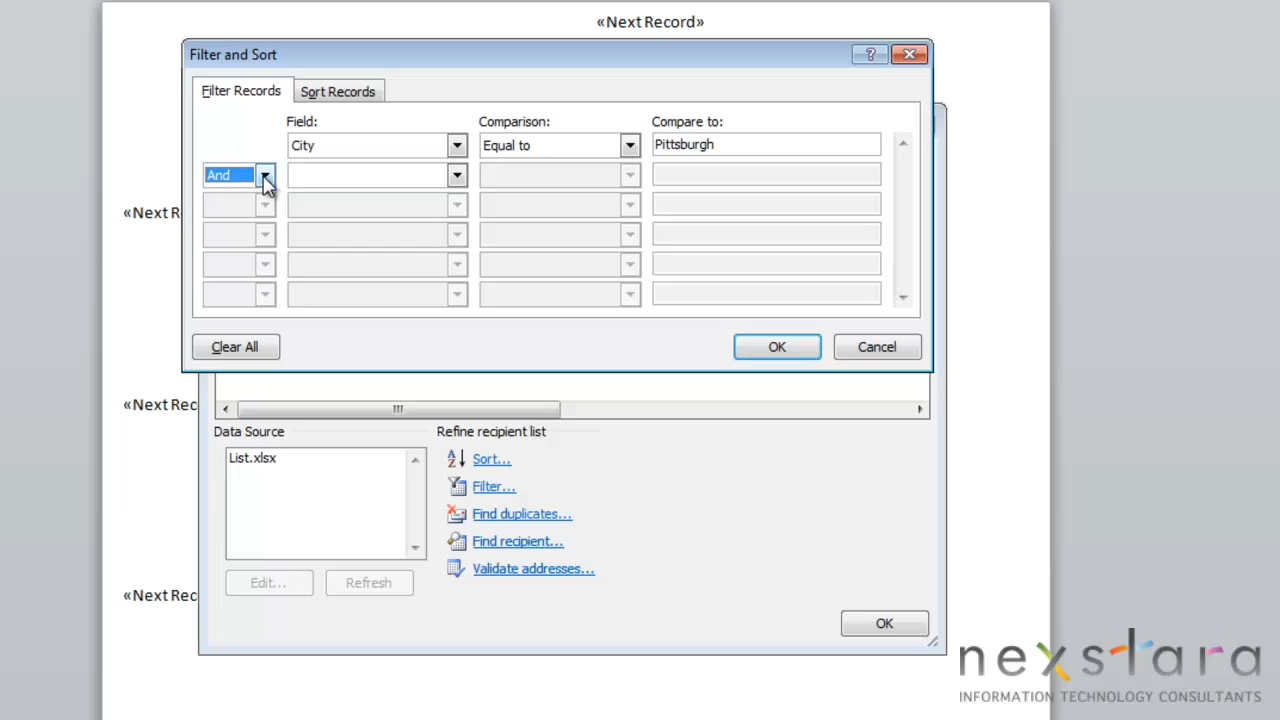 «Next Record»
Filter and Sort
Filter Records
Sort Records
Field:
Comparison:
Compare to:
City
Equal to
Pittsburgh
And
«Next R
Clear All
OK
Cancel
«Next Rec
Data Source
Refine recipient list
List.xlsx
Sort...
Filter...
Find duplicates...
Find recipient...
Validate addresses...
Edit...
Refresh
«Next Rec
OK
nexstara
INFORMATION TECHNOLOGY CONSULTANTS